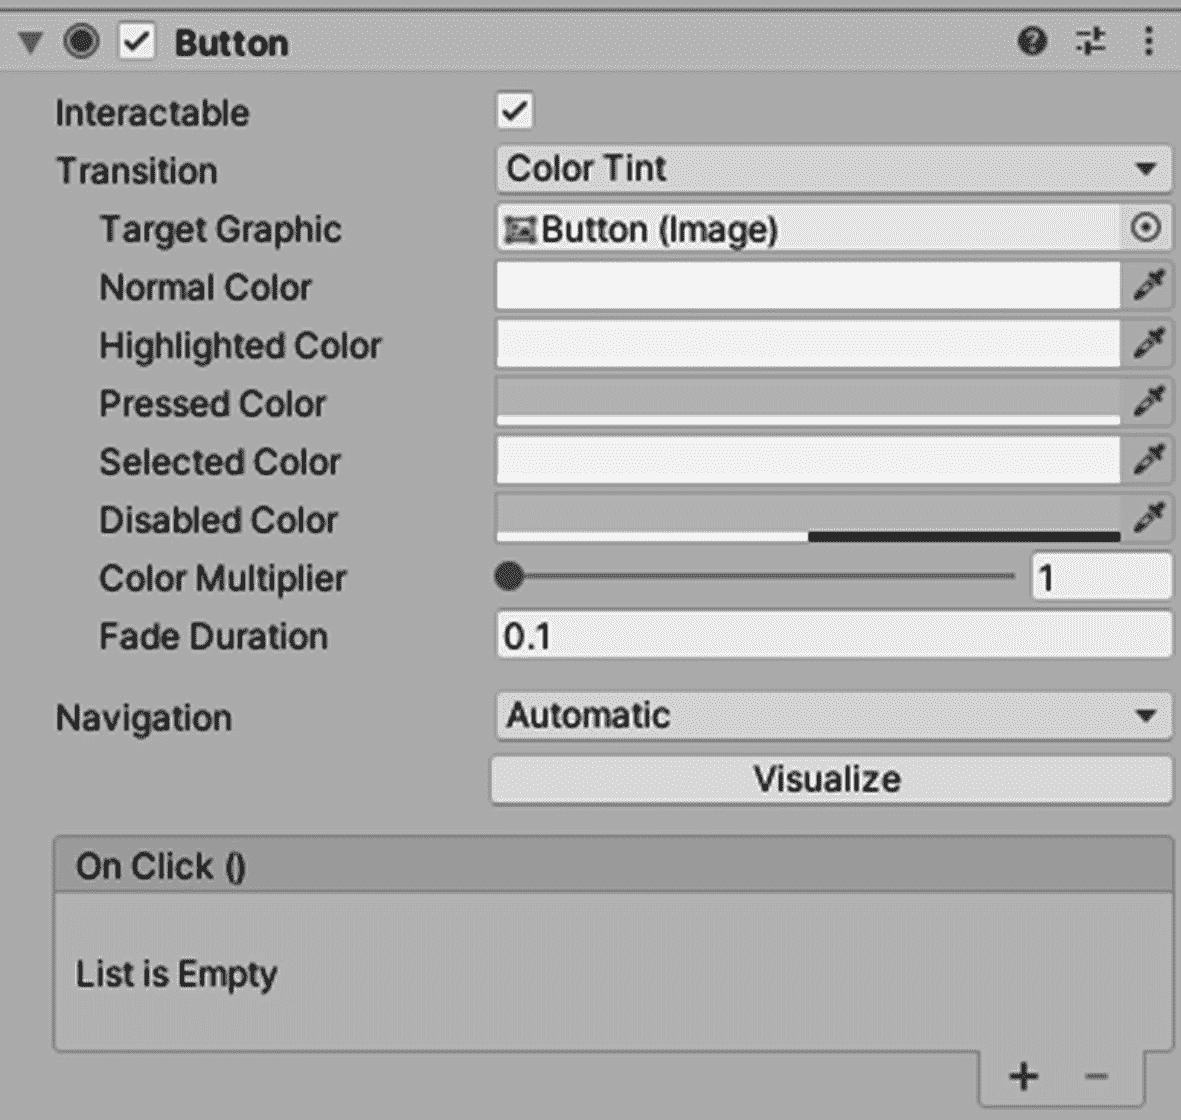 Button
Interactable
Transition Color Tint
Target Graphic Button (Image)
Normal Color
Highlighted Color
Pressed Color
Selected Color
Disabled Color
Color Multiplier 1
Fade Duration 0.1
Navigation Automatic
Visualize
On Click ()
List is Empty